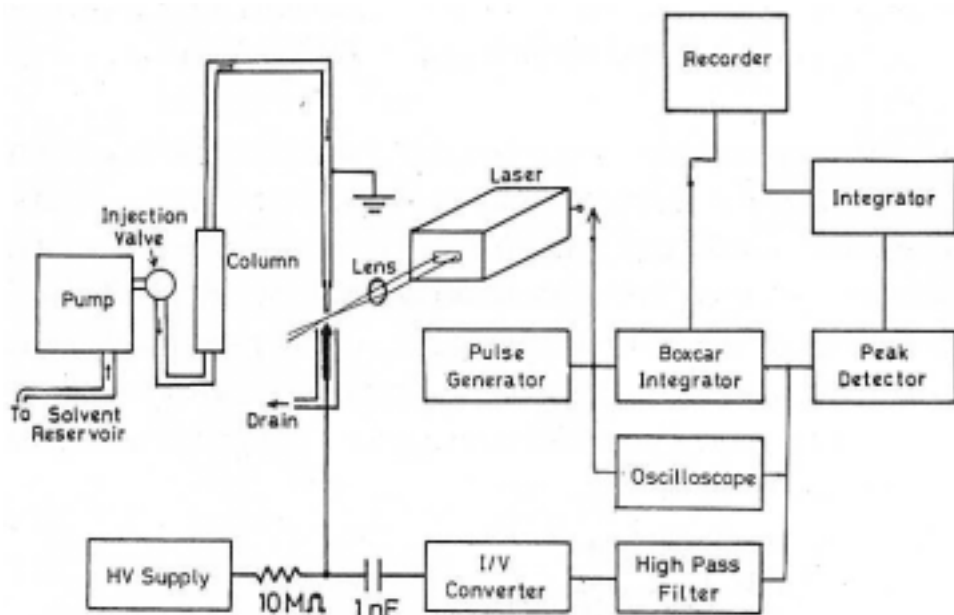 Recorder
Laser
Integrator
Injection
Valve
Column
Lens
Pump
Pulse
Generator
Boxcar
Integrator
Peak
Detector
To Solvent
Reservoir
Drain
Oscilloscope
HV Supply
10MΩ
1nF
I/V
Converter
High Pass
Filter